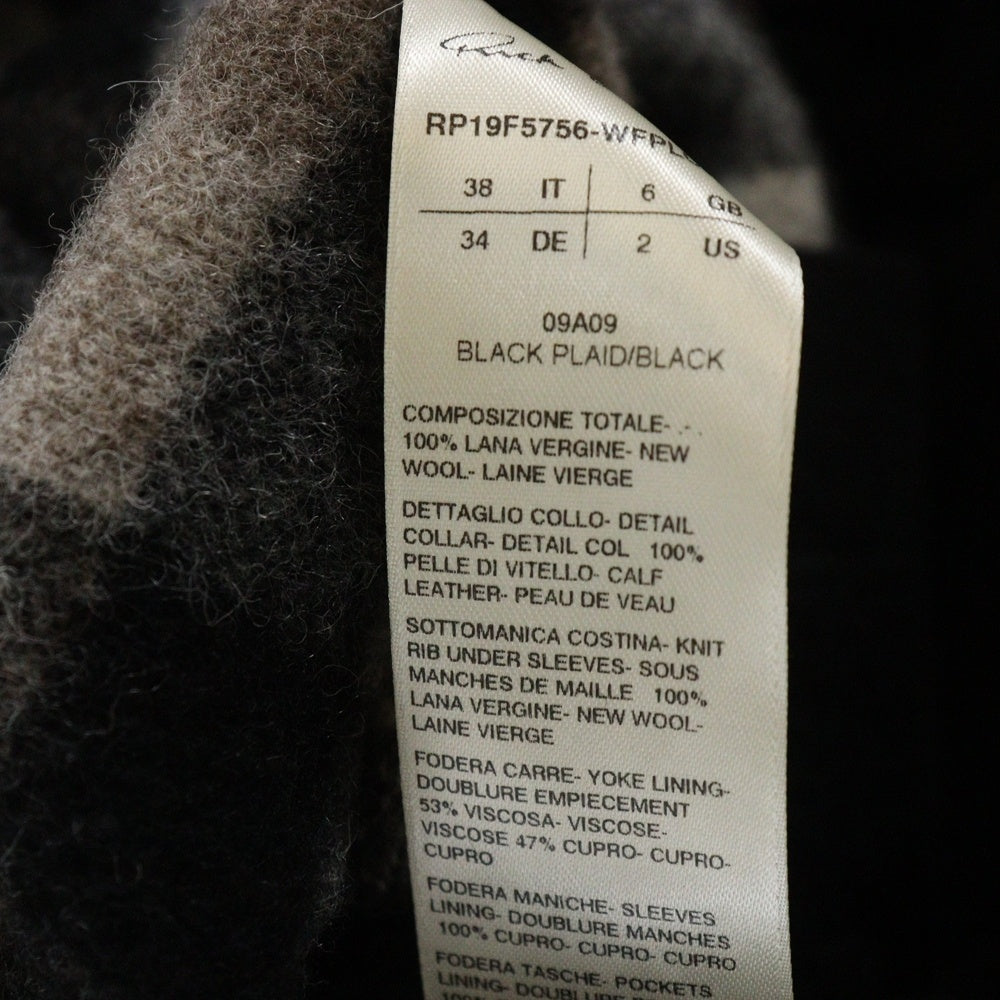 Rick
RP19F5756-WFPL
38 IT 6 GB
34 DE 2 US
09A09
BLACK PLAID/BLACK
COMPOSIZIONE TOTALE-
100% LANA VERGINE- NEW
WOOL- LAINE VIERGE
DETTAGLIO COLLO- DETAIL
COLLAR- DETAIL COL 100%
PELLE DI VITELLO- CALF
LEATHER- PEAU DE VEAU
SOTTOMANICA COSTINA- KNIT
RIB UNDER SLEEVES- SOUS
MANCHES DE MAILLE 100%
LANA VERGINE- NEW WOOL-
LAINE VIERGE
FODERA CARRE- YOKE LINING-
DOUBLURE EMPIECEMENT
53% VISCOSA- VISCOSE-
VISCOSE 47% CUPRO- CUPRO-
CUPRO
FODERA MANICHE- SLEEVES
LINING- DOUBLURE MANCHES
100% CUPRO- CUPRO- CUPRO
FODERA TASCHE- POCKETS
LINING- DOUBLURE POCHES